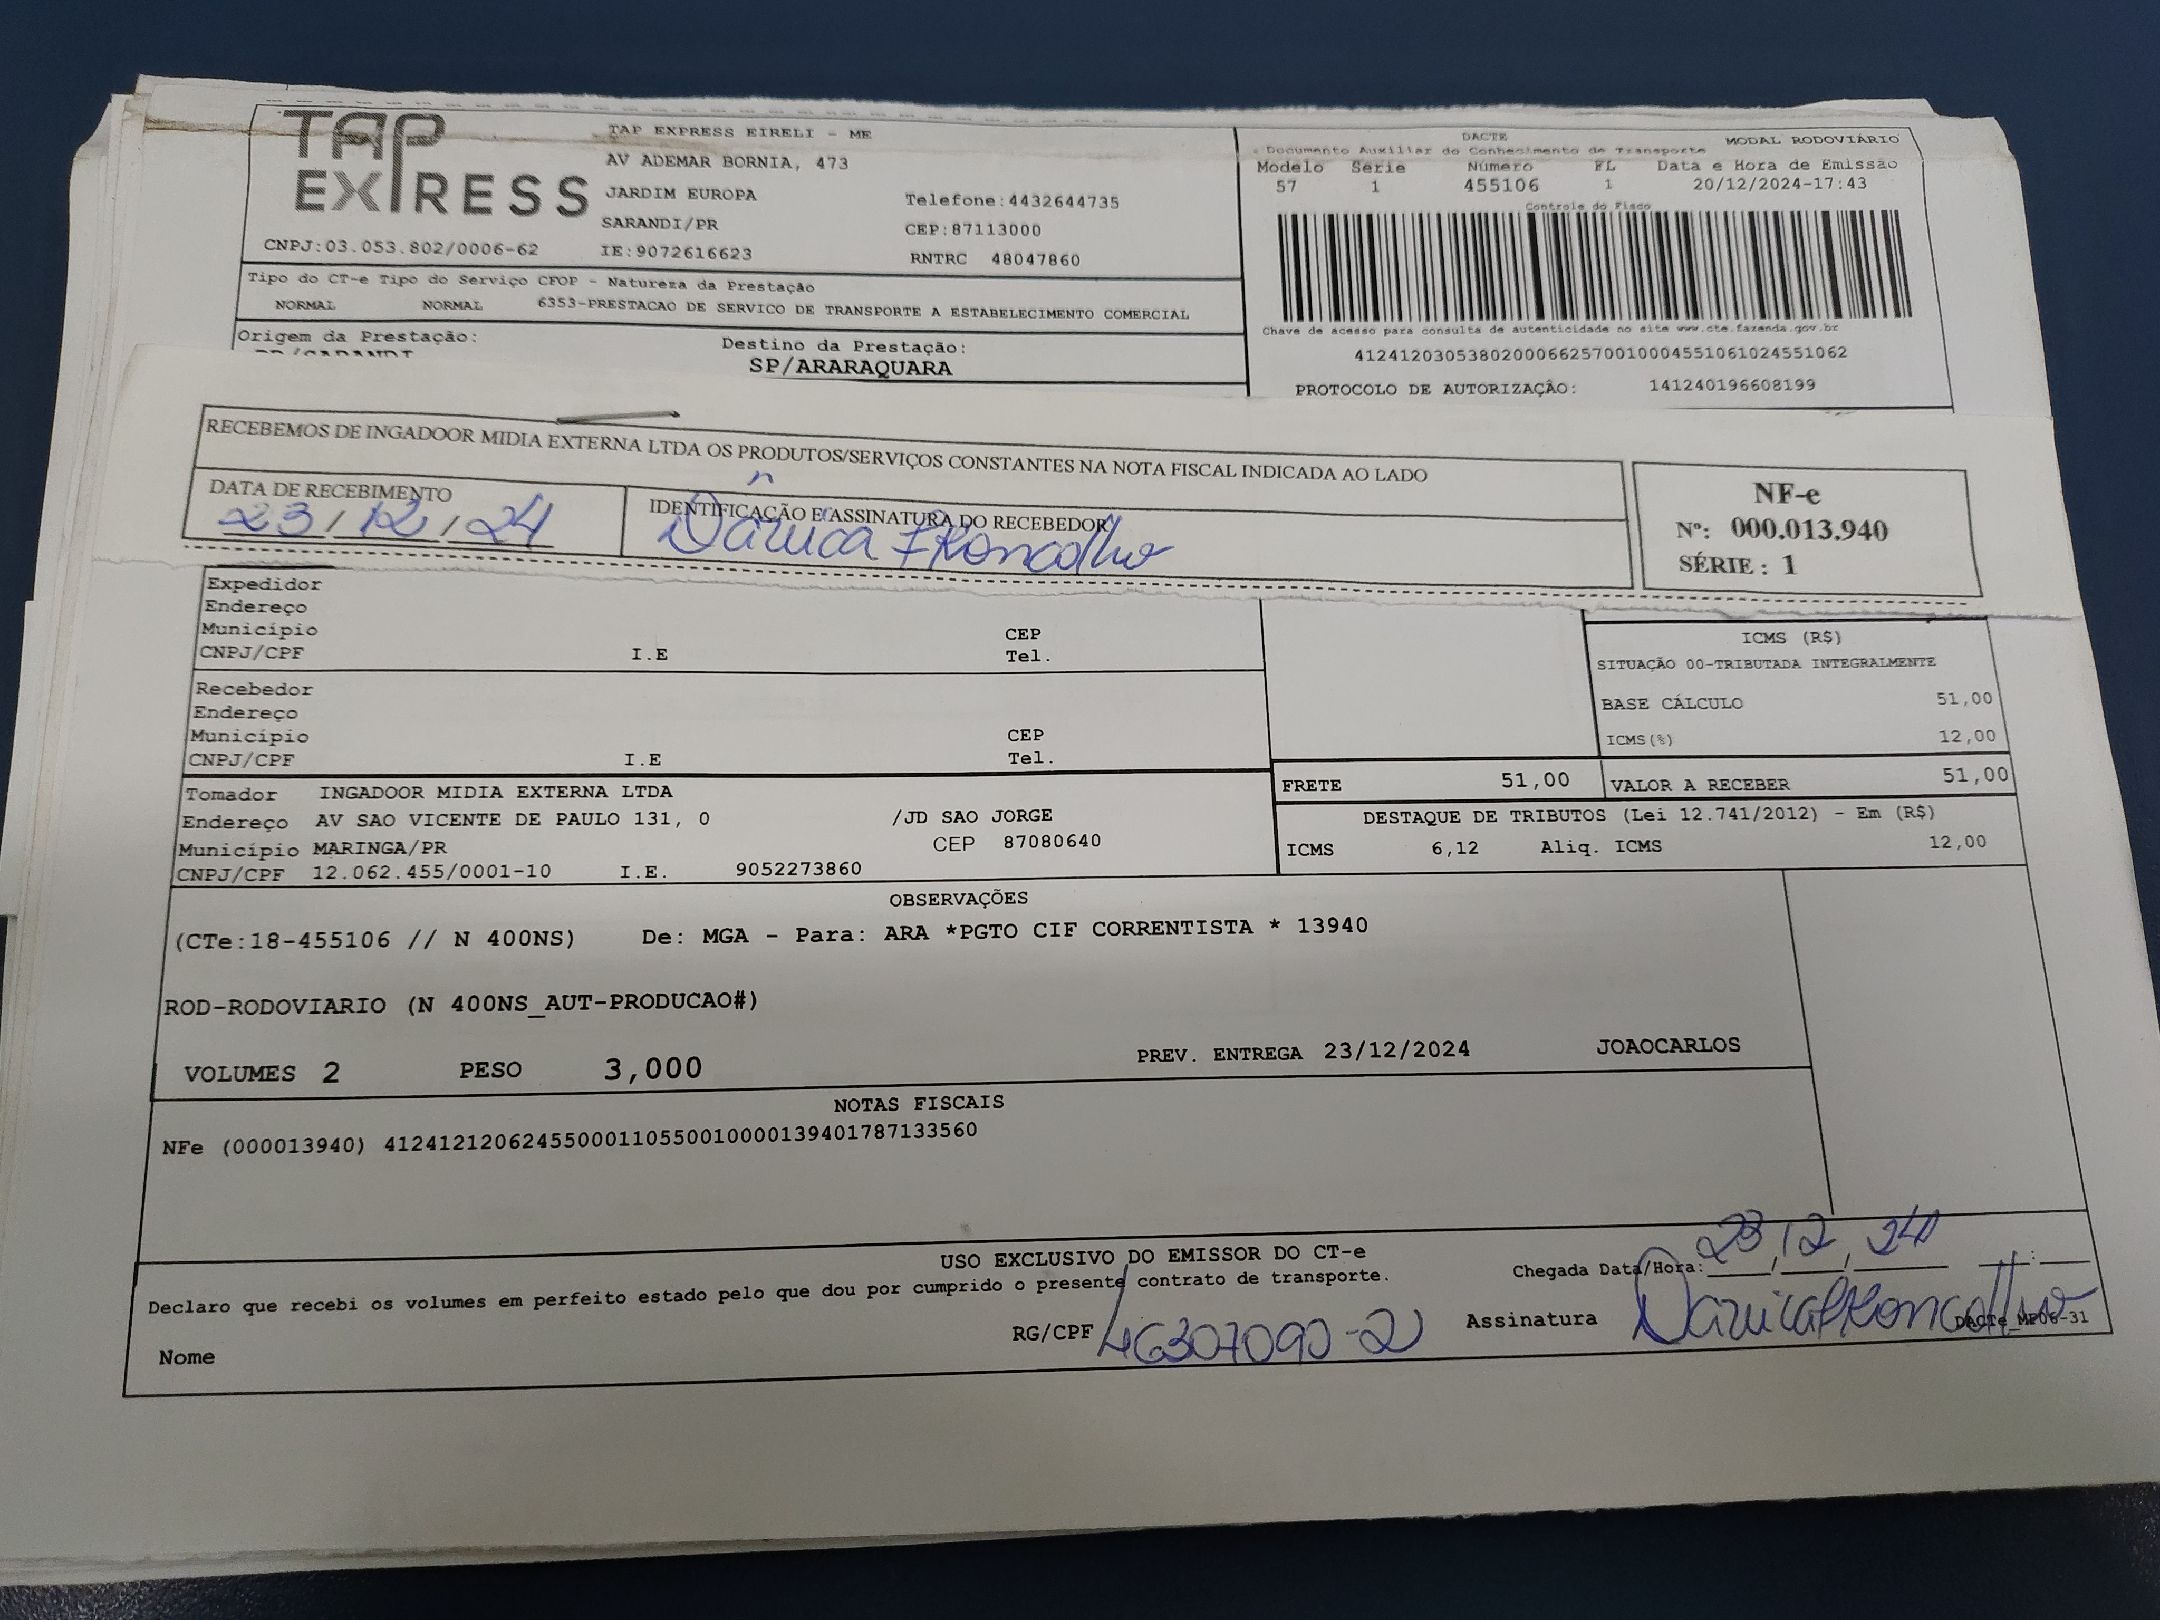 TAP EXPRESS
TAP EXPRESS EIRELI - ME
AV ADEMAR BORNIA, 473
JARDIM EUROPA
Telefone:4432644735
SARANDI/PR
CEP:87113000
CNPJ:03.053.802/0006-62
IE:9072616623
RNTRC 48047860
DACTE
MODAL RODOVIÁRIO
Documento Auxiliar do Conhecimento de Transporte
Modelo Série Número FL Data e Hora de Emissão
57 1 455106 1 20/12/2024-17:43
Controle do Fisco
Tipo do CT-e Tipo do Serviço CFOP - Natureza da Prestação
NORMAL NORMAL 6353-PRESTACAO DE SERVICO DE TRANSPORTE A ESTABELECIMENTO COMERCIAL
Chave de acesso para consulta de autenticidade no site www.cte.fazenda.gov.br
41241203053802000662570010004551061024551062
PROTOCOLO DE AUTORIZAÇÃO: 141240196608199
Origem da Prestação:
Destino da Prestação:
SP/ARARAQUARA
RECEBEMOS DE INGADOOR MIDIA EXTERNA LTDA OS PRODUTOS/SERVIÇOS CONSTANTES NA NOTA FISCAL INDICADA AO LADO
DATA DE RECEBIMENTO
23/12/24
IDENTIFICAÇÃO E ASSINATURA DO RECEBEDOR
NF-e
Nº: 000.013.940
SÉRIE: 1
Expedidor
Endereço
Município CEP
CNPJ/CPF I.E Tel.
Recebedor
Endereço
Município CEP
CNPJ/CPF I.E Tel.
ICMS (R$)
SITUAÇÃO 00-TRIBUTADA INTEGRALMENTE
BASE CÁLCULO 51,00
ICMS(%) 12,00
FRETE 51,00 VALOR A RECEBER 51,00
DESTAQUE DE TRIBUTOS (Lei 12.741/2012) - Em (R$)
ICMS 6,12 Aliq. ICMS 12,00
Tomador INGADOOR MIDIA EXTERNA LTDA
Endereço AV SAO VICENTE DE PAULO 131, 0 /JD SAO JORGE
Município MARINGA/PR CEP 87080640
CNPJ/CPF 12.062.455/0001-10 I.E. 9052273860
OBSERVAÇÕES
(CTe:18-455106 // N 400NS) De: MGA - Para: ARA *PGTO CIF CORRENTISTA * 13940
ROD-RODOVIARIO (N 400NS_AUT-PRODUCAO#)
VOLUMES 2 PESO 3,000 PREV. ENTREGA 23/12/2024 JOAOCARLOS
NOTAS FISCAIS
NFe (000013940) 41241212062455000110550010000139401787133560
USO EXCLUSIVO DO EMISSOR DO CT-e
Declaro que recebi os volumes em perfeito estado pelo que dou por cumprido o presente contrato de transporte.
Chegada Data/Hora: 23/12/24
Nome
RG/CPF 46307090-2
Assinatura
DACTe_MP06-31